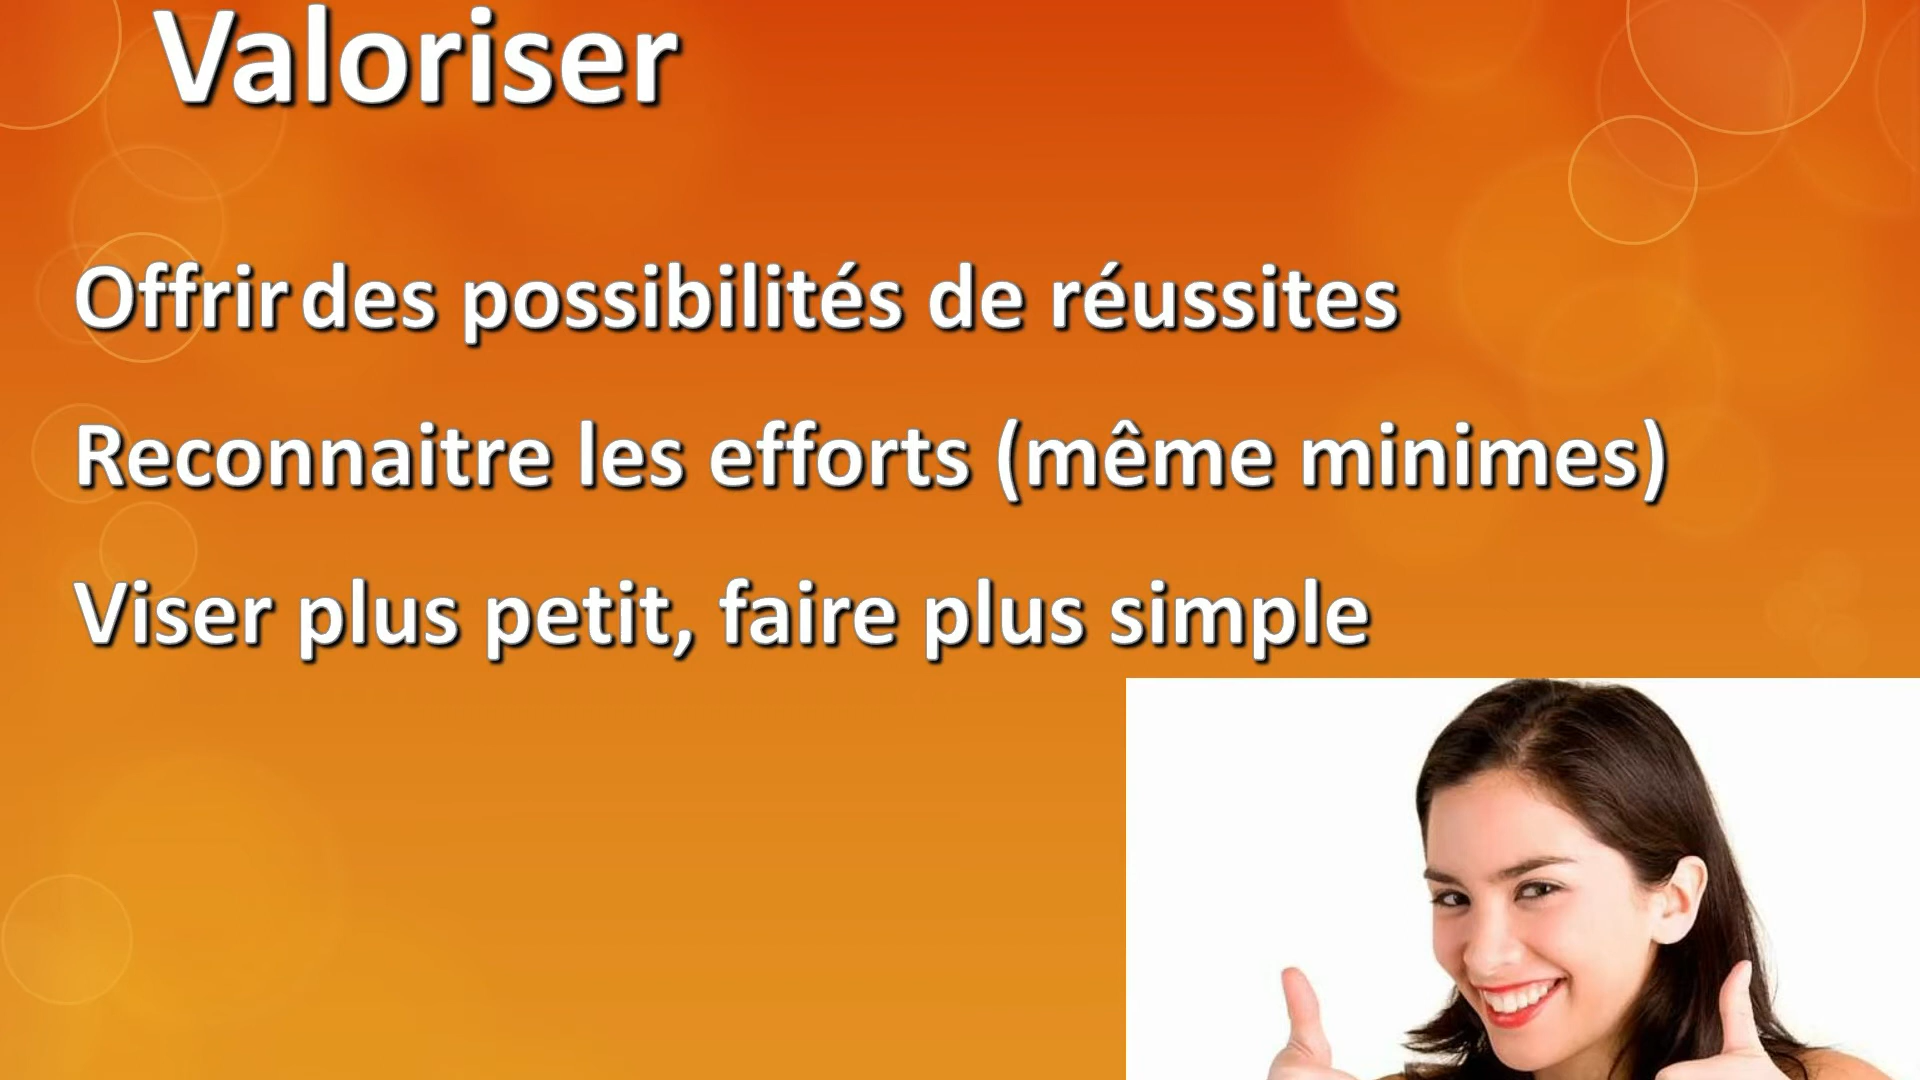 Valoriser
Offrir des possibilités de réussites
Reconnaitre les efforts (même minimes)
Viser plus petit, faire plus simple